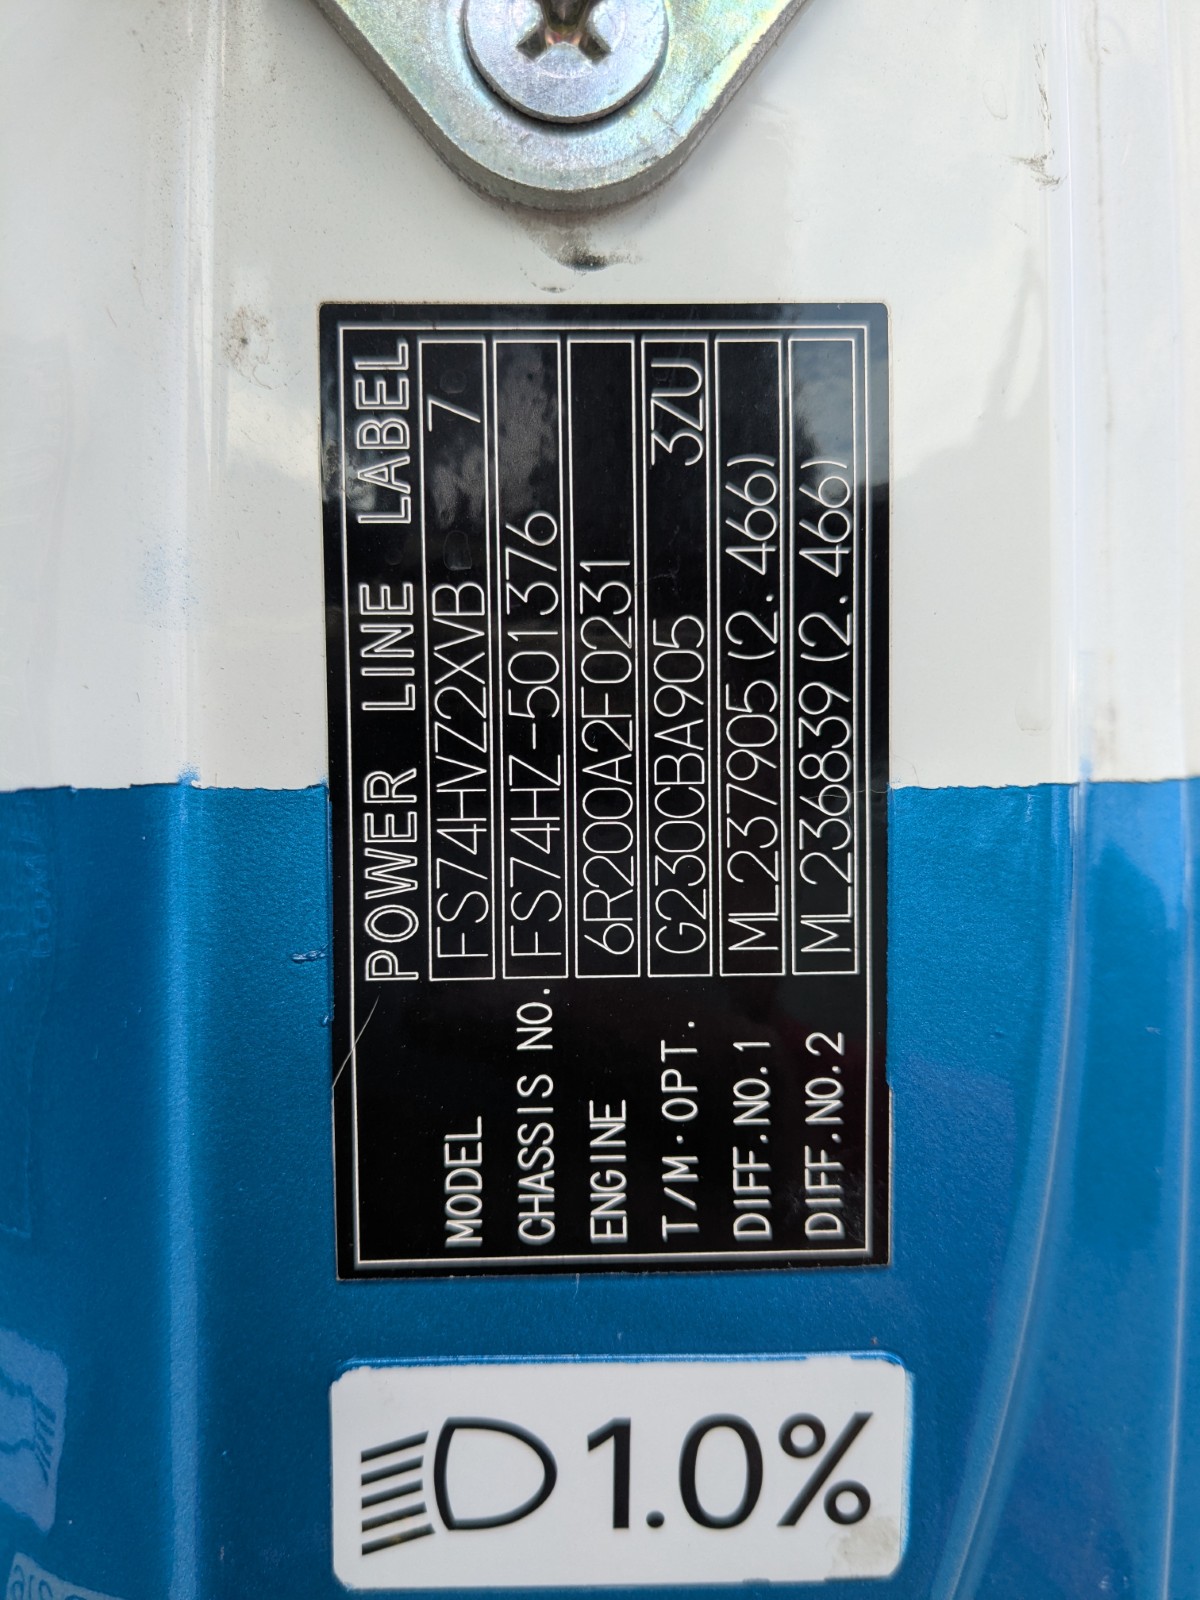 POWER LINE LABEL
MODEL FS74HVZ2XVB 7
CHASSIS NO. FS74HZ-501376
ENGINE 6R200A2F0231
T/M·OPT. G230CBA905 3ZU
DIFF.NO.1 ML237905(2.466)
DIFF.NO.2 ML236839(2.466)
1.0%